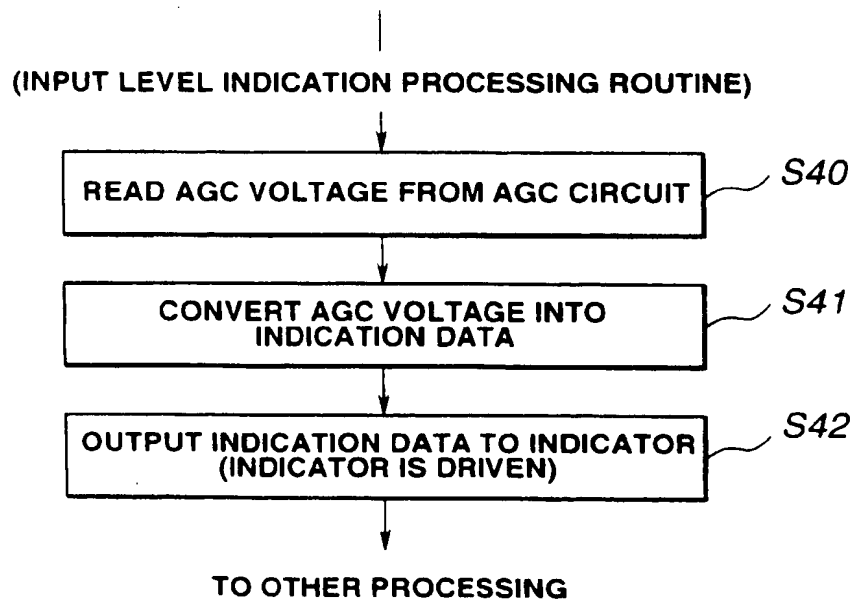 (INPUT LEVEL INDICATION PROCESSING ROUTINE)
READ AGC VOLTAGE FROM AGC CIRCUIT
S40
CONVERT AGC VOLTAGE INTO
INDICATION DATA
S41
OUTPUT INDICATION DATA TO INDICATOR
(INDICATOR IS DRIVEN)
S42
TO OTHER PROCESSING